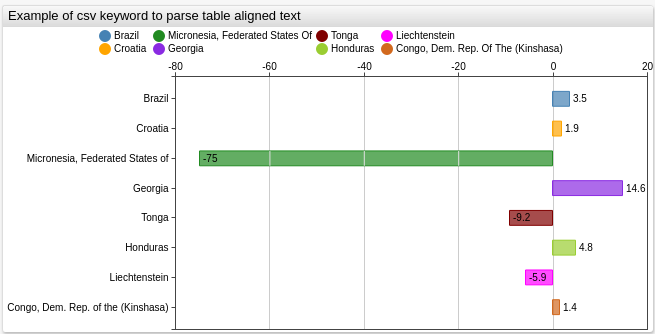 Example of csv keyword to parse table aligned text
Brazil Micronesia, Federated States Of Tonga Liechtenstein
Croatia Georgia Honduras Congo, Dem. Rep. Of The (Kinshasa)
-80 -60 -40 -20 0 20
Brazil 3.5
Croatia 1.9
Micronesia, Federated States of -75
Georgia 14.6
Tonga -9.2
Honduras 4.8
Liechtenstein -5.9
Congo, Dem. Rep. of the (Kinshasa) 1.4